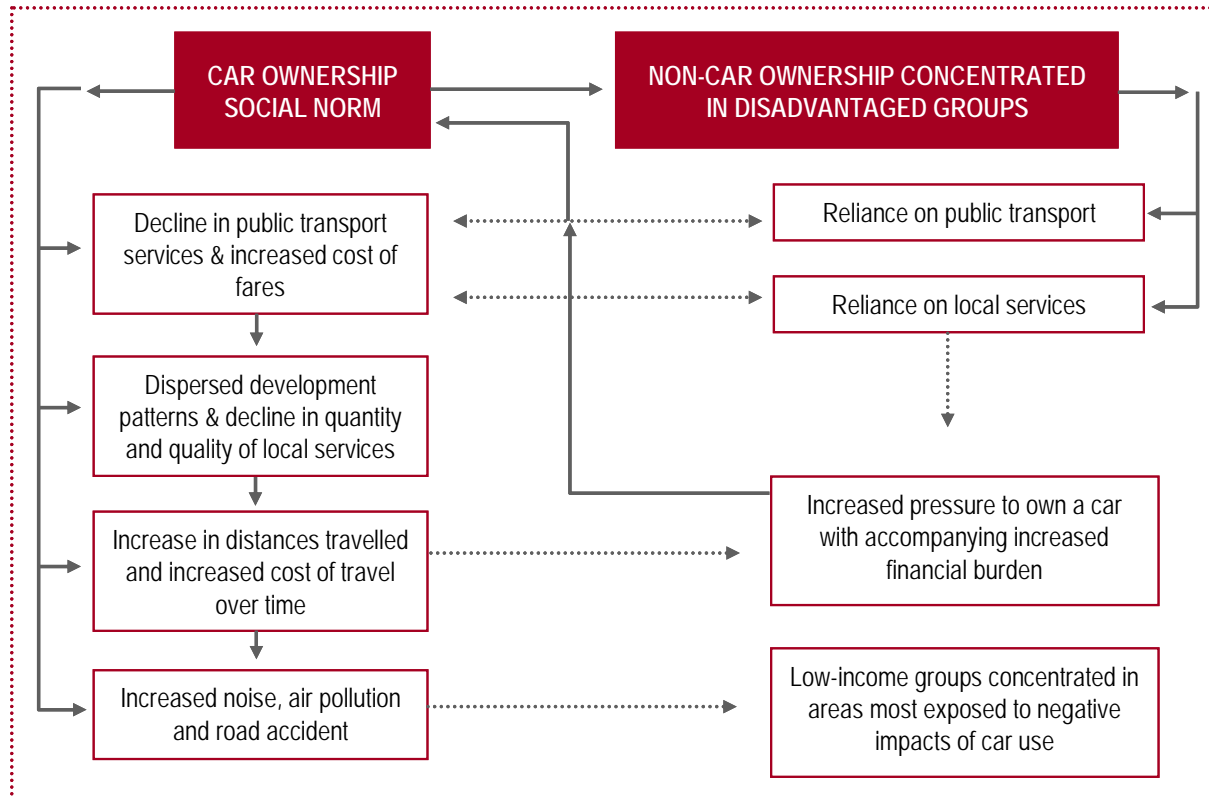 CAR OWNERSHIP
SOCIAL NORM
NON-CAR OWNERSHIP CONCENTRATED
IN DISADVANTAGED GROUPS
Decline in public transport
services & increased cost of
fares
Reliance on public transport
Reliance on local services
Dispersed development
patterns & decline in quantity
and quality of local services
Increase in distances travelled
and increased cost of travel
over time
Increased pressure to own a car
with accompanying increased
financial burden
Increased noise, air pollution
and road accident
Low-income groups concentrated in
areas most exposed to negative
impacts of car use